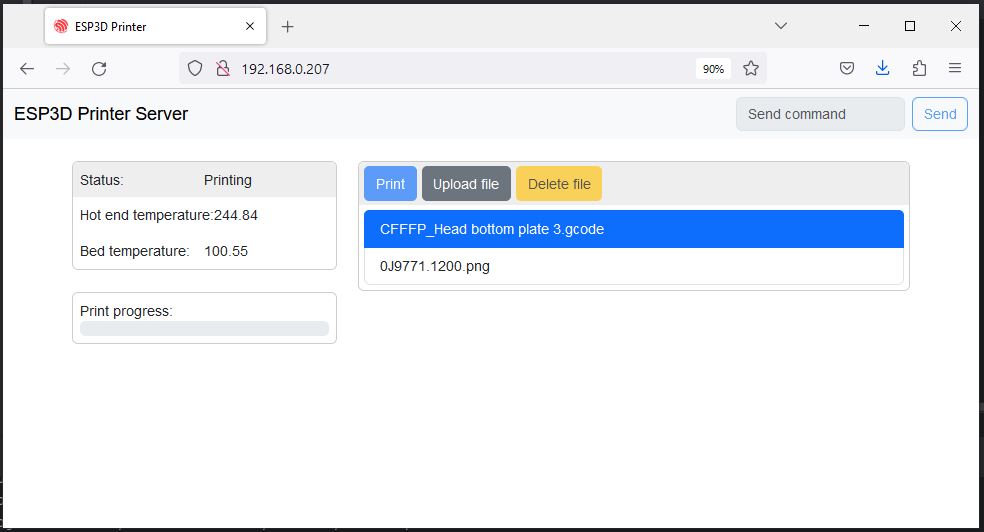 ESP3D Printer
192.168.0.207
90%
ESP3D Printer Server
Send command
Send
Status: Printing
Hot end temperature:244.84
Bed temperature: 100.55
Print progress:
Print Upload file Delete file
CFFFP_Head bottom plate 3.gcode
0J9771.1200.png